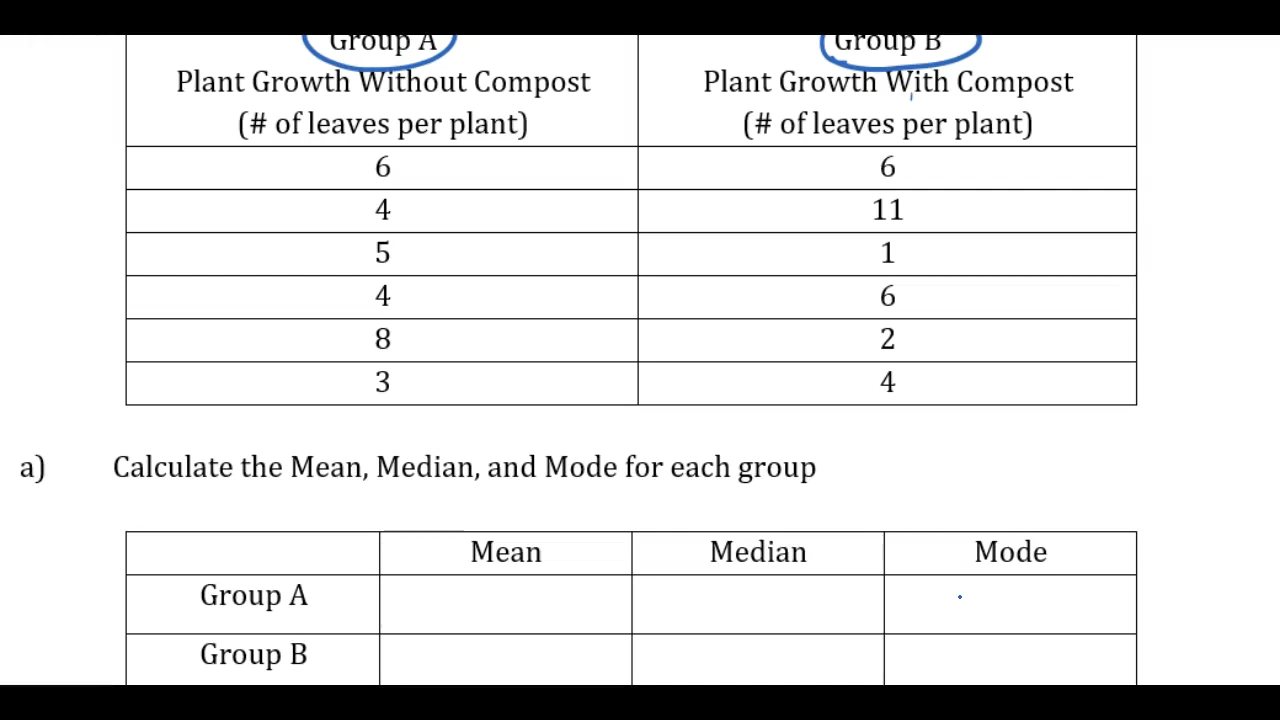 Group A Group B
Plant Growth Without Compost Plant Growth With Compost
(# of leaves per plant) (# of leaves per plant)
6 6
4 11
5 1
4 6
8 2
3 4
a) Calculate the Mean, Median, and Mode for each group
Mean Median Mode
Group A
Group B